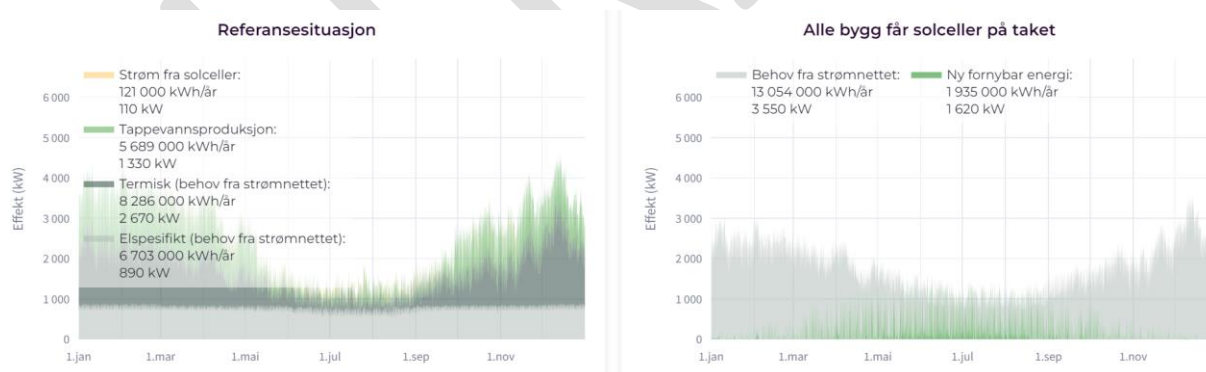 Referansesituasjon
Strøm fra solceller:
121 000 kWh/år
110 kW
Tappevannsproduksjon:
5 689 000 kWh/år
1 330 kW
Termisk (behov fra strømnettet):
8 286 000 kWh/år
2 670 kW
Elspesifikt (behov fra strømnettet):
6 703 000 kWh/år
890 kW
Effekt (kW)
6 000
5 000
4 000
3 000
2 000
1 000
0
1.jan 1.mar 1.mai 1.jul 1.sep 1.nov
Alle bygg får solceller på taket
Behov fra strømnettet:
13 054 000 kWh/år
3 550 kW
Ny fornybar energi:
1 935 000 kWh/år
1 620 kW
Effekt (kW)
6 000
5 000
4 000
3 000
2 000
1 000
0
1.jan 1.mar 1.mai 1.jul 1.sep 1.nov